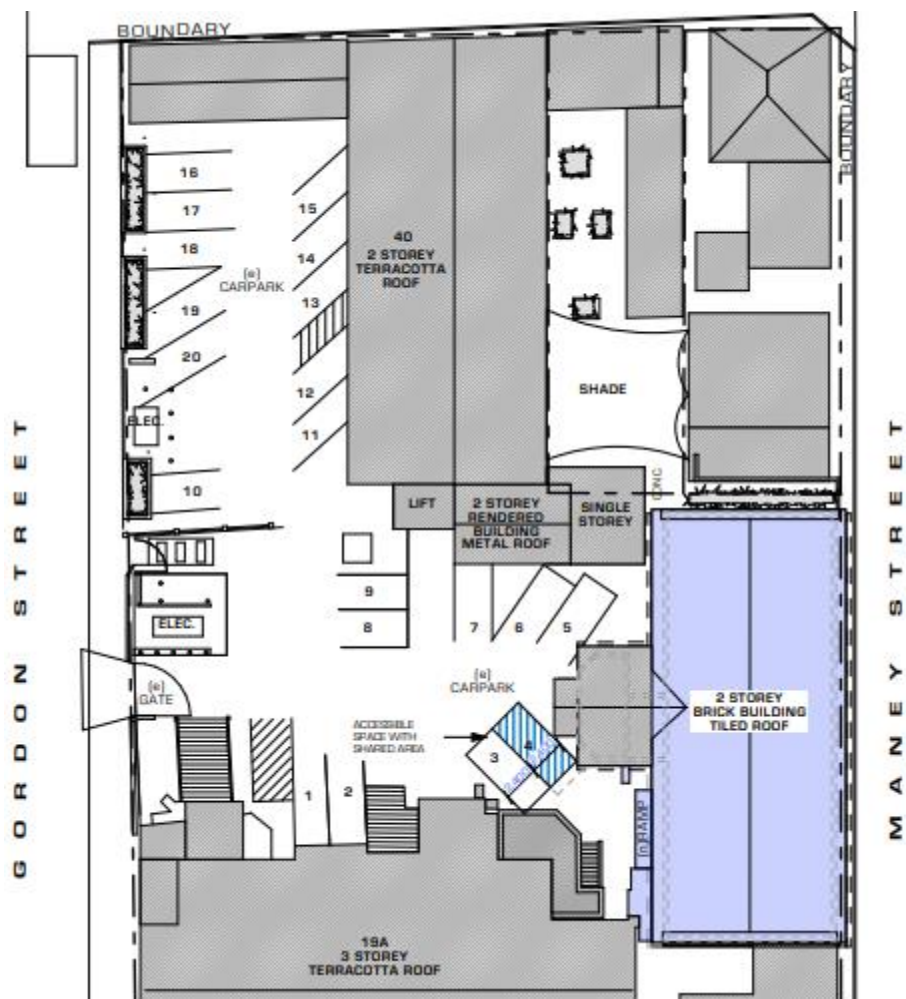 BOUNDARY
BOUNDARY
16
17
18
19
20
15
14
13
12
11
10
(e)
CARPARK
40
2 STOREY
TERRACOTTA
ROOF
SHADE
ELEC.
CONC
LIFT
2 STOREY
RENDERED
BUILDING
METAL ROOF
SINGLE
STOREY
9
8
7
6
5
ELEC.
(e)
GATE
(e)
CARPARK
ACCESSIBLE
SPACE WITH
SHARED AREA
3
4
1
2
2 STOREY
BRICK BUILDING
TILED ROOF
(n) RAMP
19A
3 STOREY
TERRACOTTA ROOF
GORDON STREET
MANEY STREET